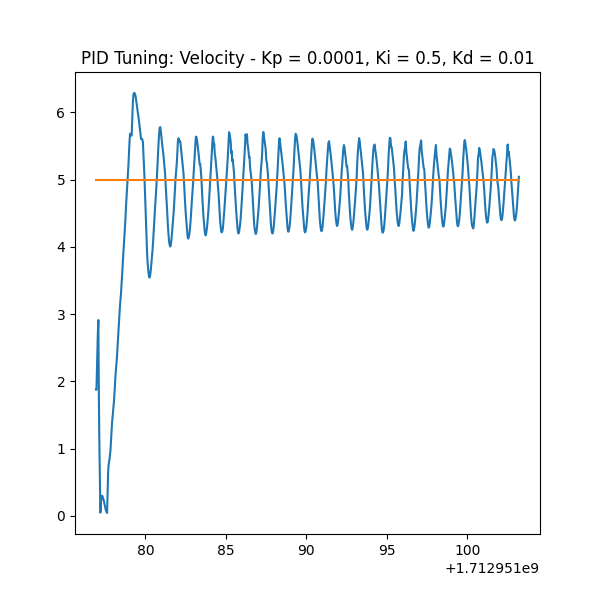 PID Tuning: Velocity - Kp = 0.0001, Ki = 0.5, Kd = 0.01
6
5
4
3
2
1
0
80 85 90 95 100
+1.712951e9